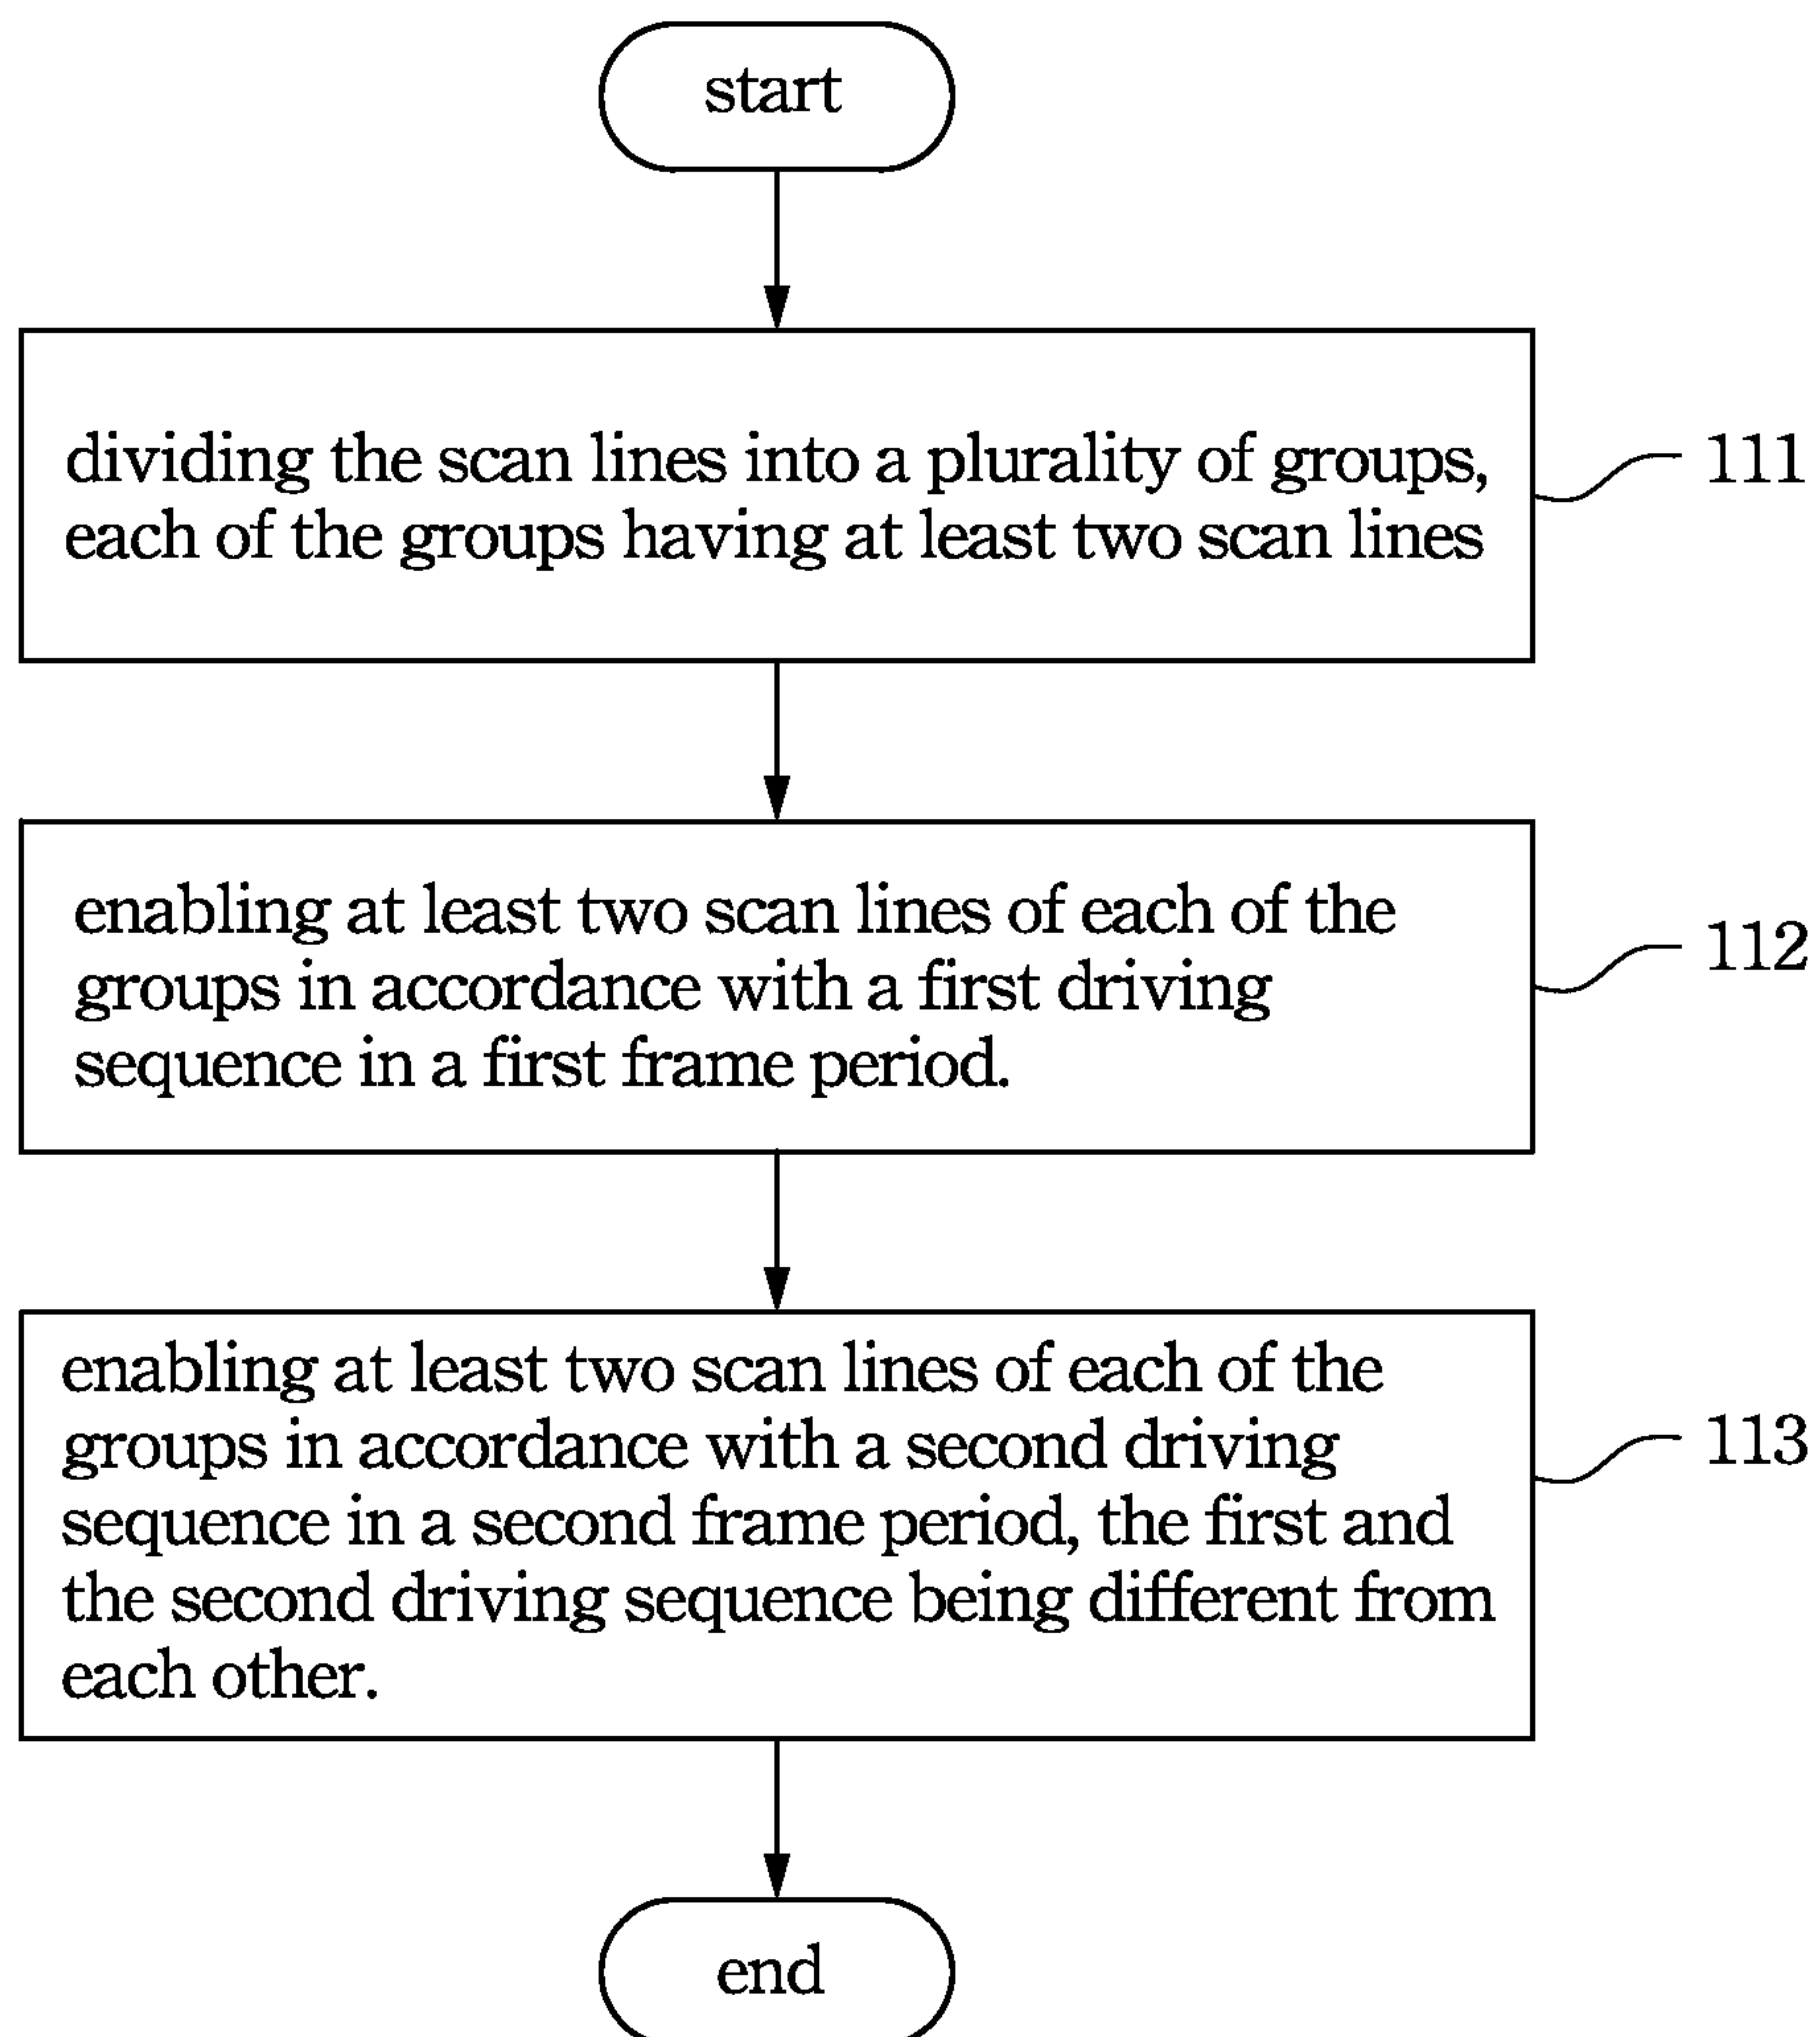 start
dividing the scan lines into a plurality of groups,
each of the groups having at least two scan lines
111
enabling at least two scan lines of each of the
groups in accordance with a first driving
sequence in a first frame period.
112
enabling at least two scan lines of each of the
groups in accordance with a second driving
sequence in a second frame period, the first and
the second driving sequence being different from
each other.
113
end